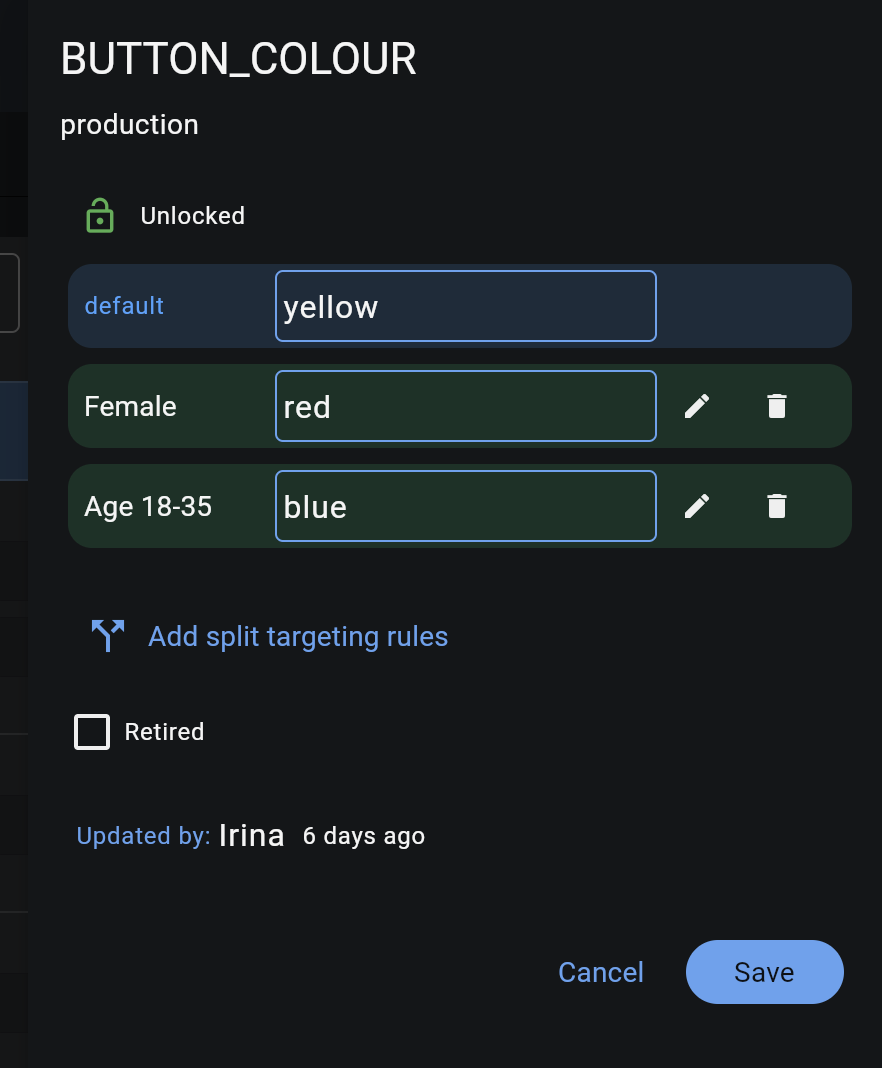 BUTTON_COLOUR
production
Unlocked
default yellow
Female red
Age 18-35 blue
Add split targeting rules
Retired
Updated by: Irina 6 days ago
Cancel Save